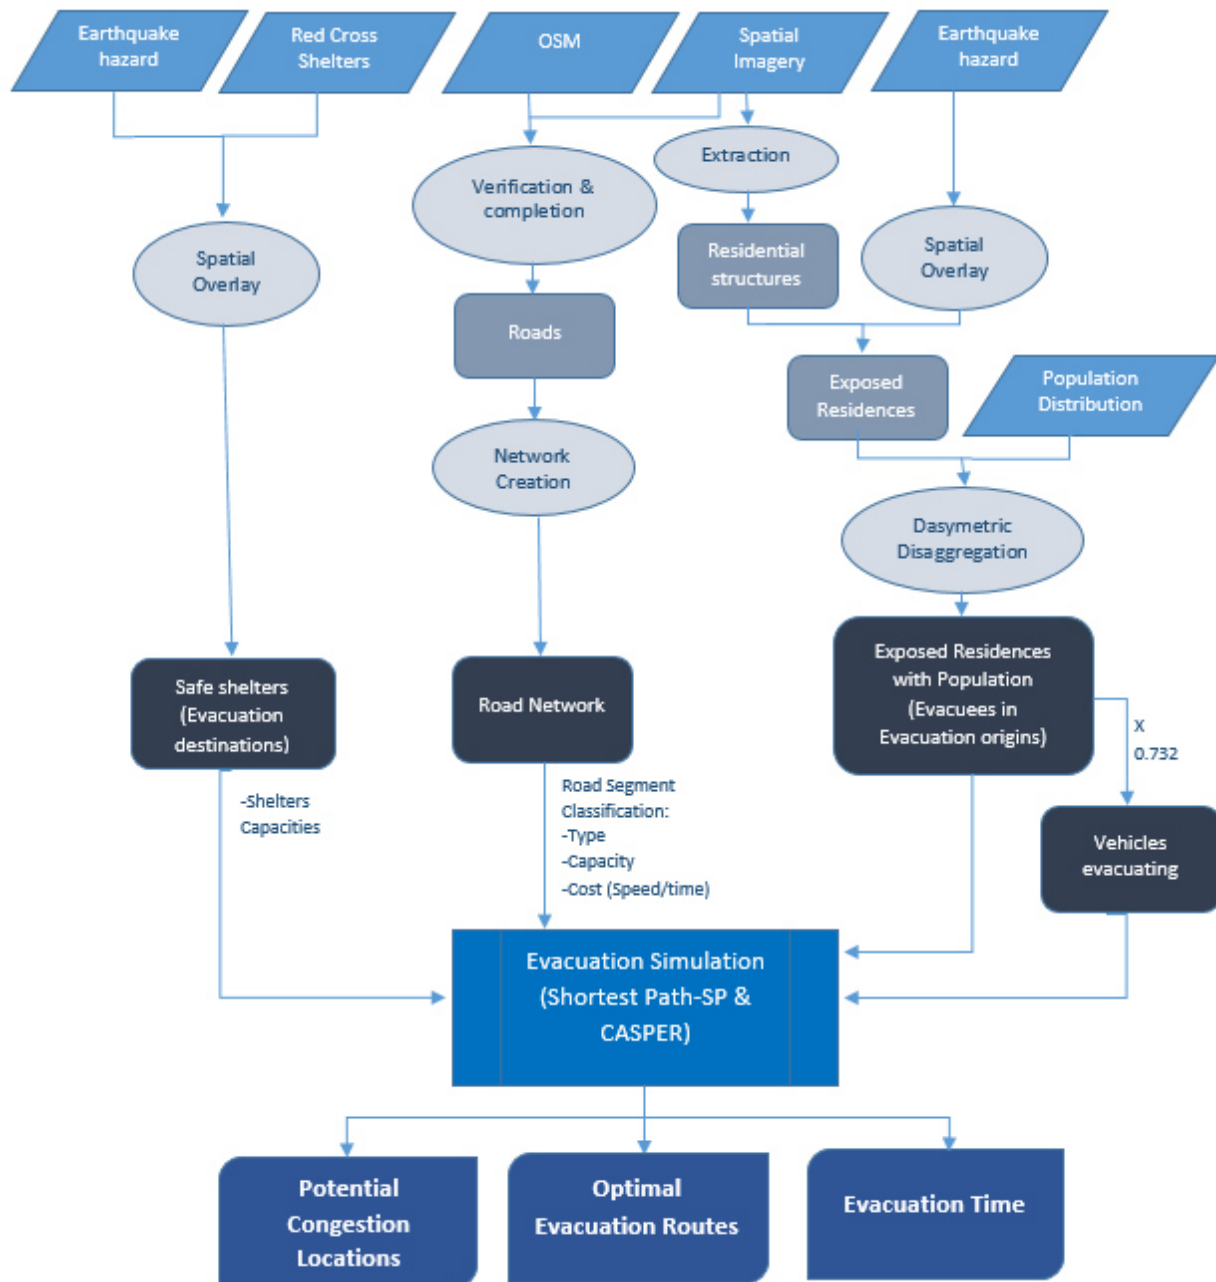 Earthquake
hazard
Red Cross
Shelters
OSM
Spatial
Imagery
Earthquake
hazard
Extraction
Verification &
completion
Spatial
Overlay
Residential
structures
Spatial
Overlay
Roads
Exposed
Residences
Population
Distribution
Network
Creation
Dasymetric
Disaggregation
Safe shelters
(Evacuation
destinations)
Road Network
Exposed Residences
with Population
(Evacuees in
Evacuation origins)
X
0.732
-Shelters
Capacities
Road Segment
Classification:
-Type
-Capacity
-Cost (Speed/time)
Vehicles
evacuating
Evacuation Simulation
(Shortest Path-SP &
CASPER)
Potential
Congestion
Locations
Optimal
Evacuation Routes
Evacuation Time